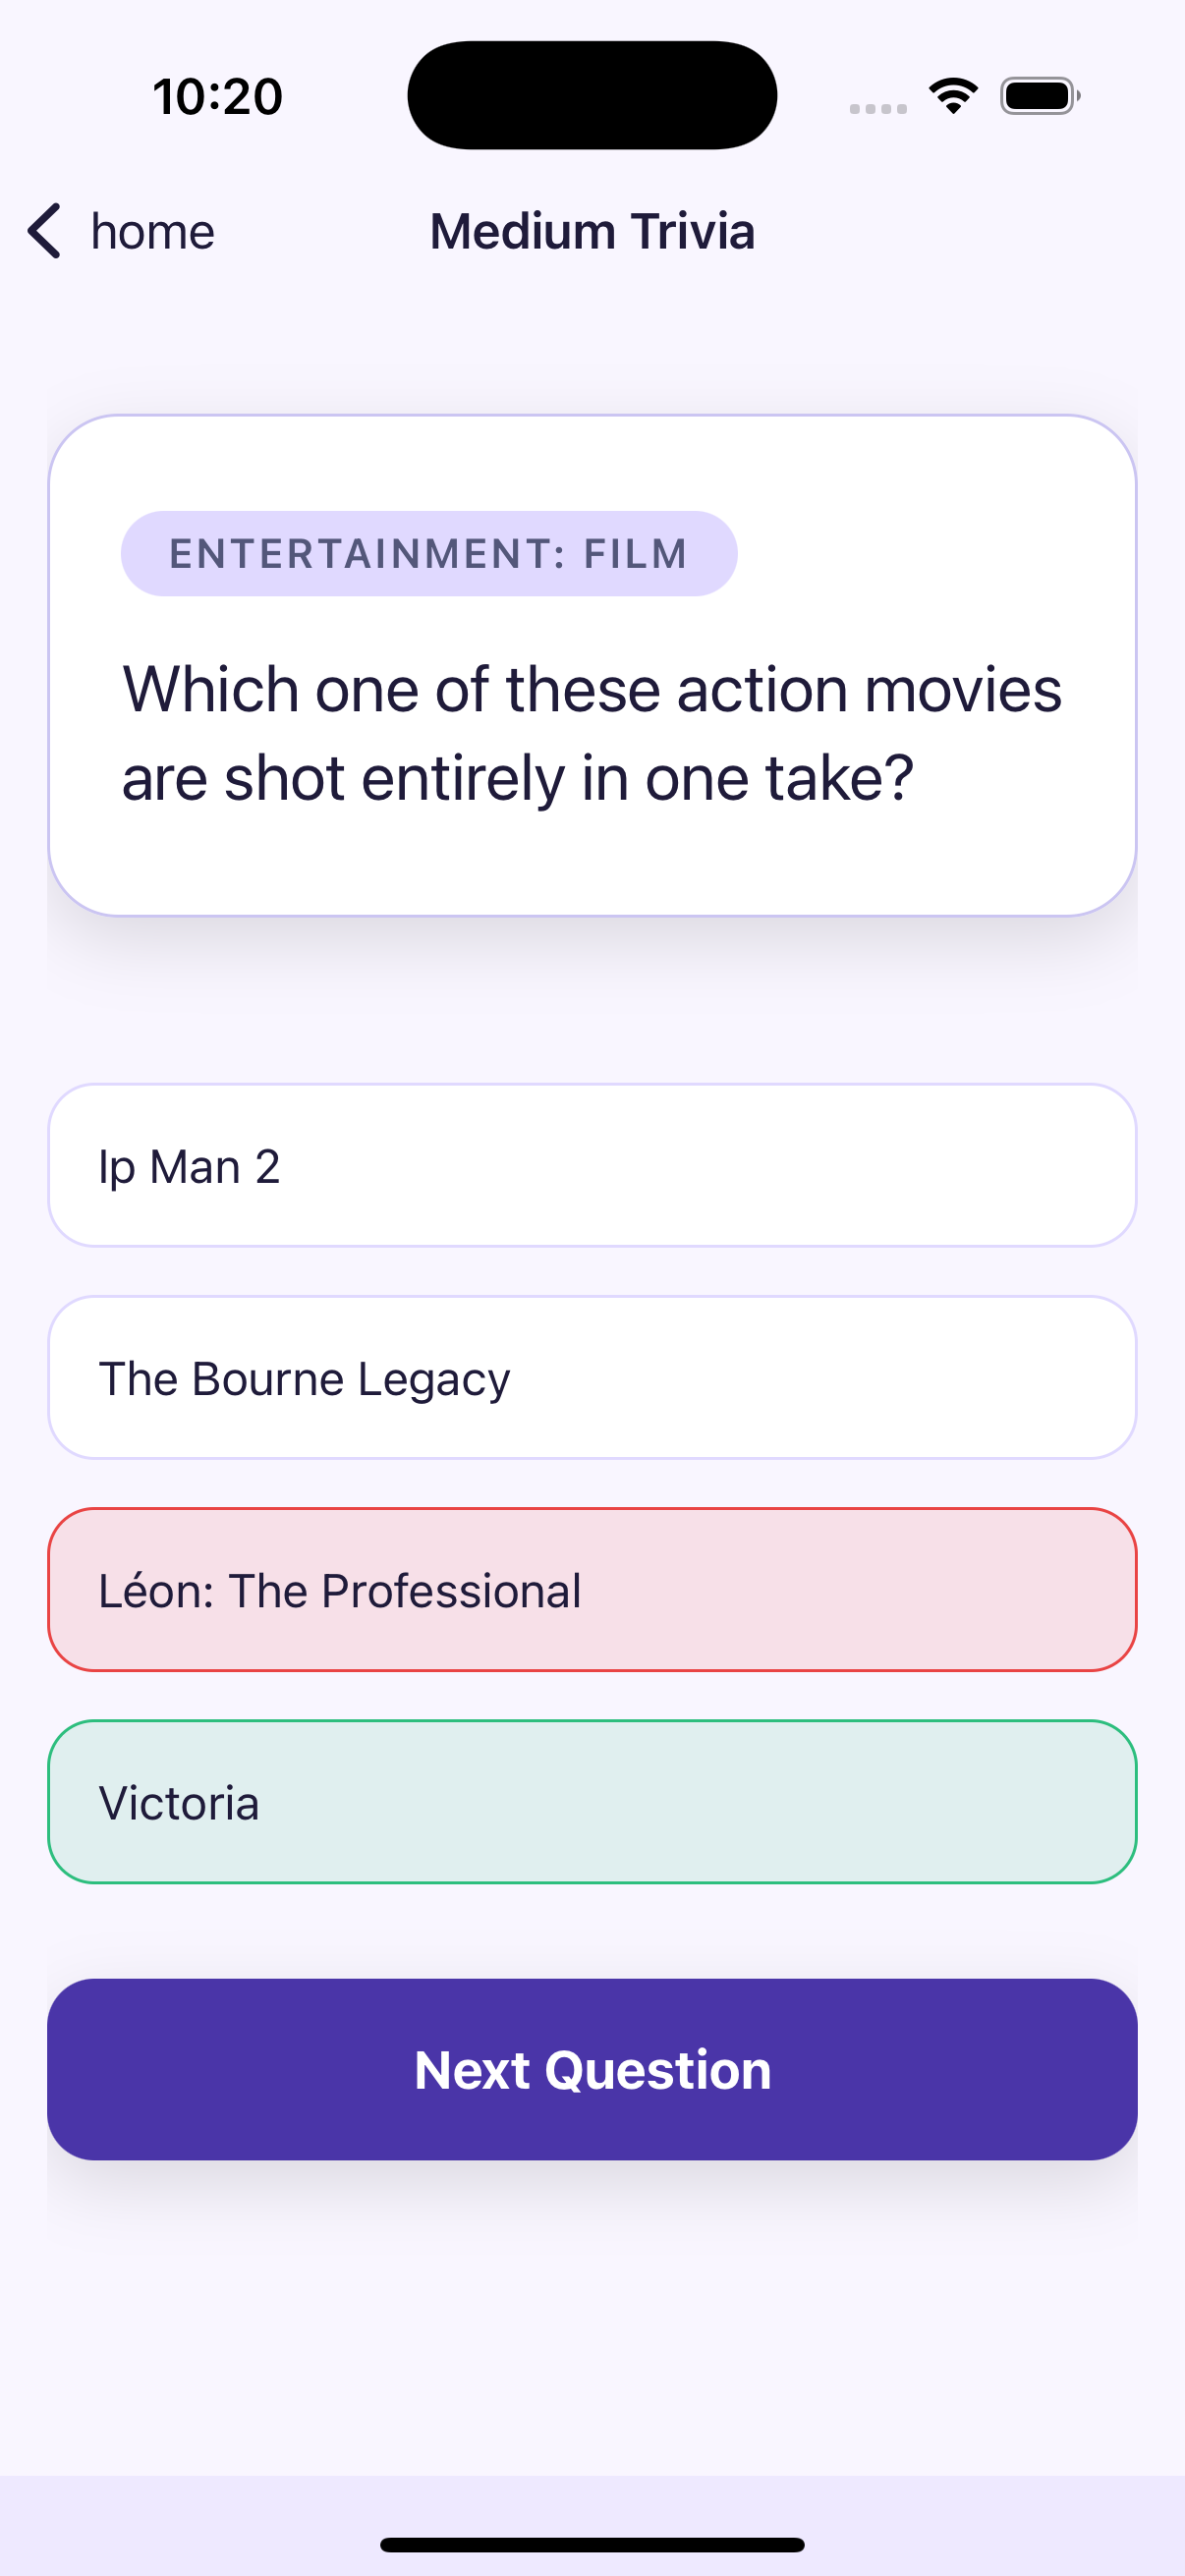 10:20
home
Medium Trivia
ENTERTAINMENT: FILM
Which one of these action movies
are shot entirely in one take?
Ip Man 2
The Bourne Legacy
Léon: The Professional
Victoria
Next Question